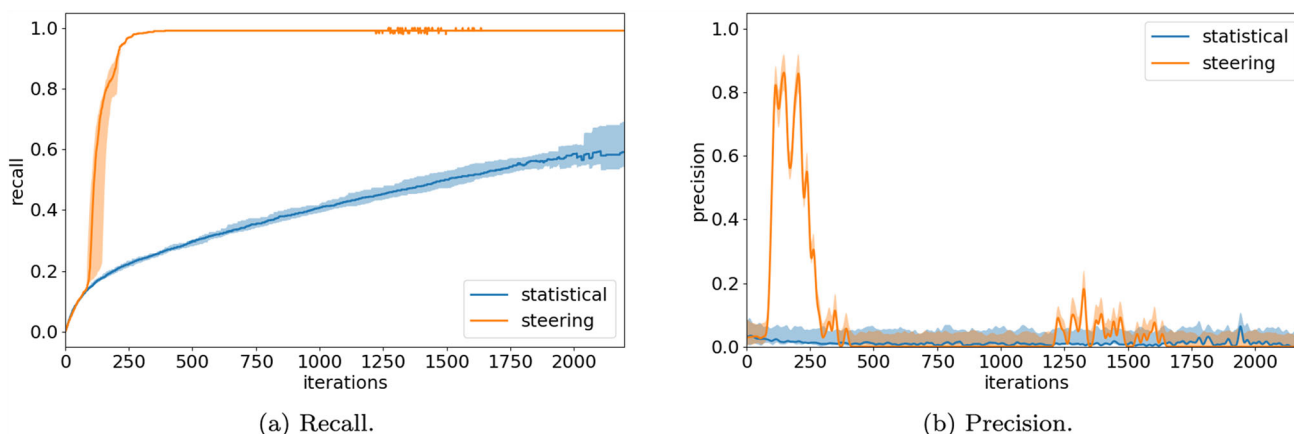 1.0
0.8
0.6
0.4
0.2
0.0
recall
0 250 500 750 1000 1250 1500 1750 2000
iterations
statistical
steering
(a) Recall.
1.0
0.8
0.6
0.4
0.2
0.0
precision
0 250 500 750 1000 1250 1500 1750 2000
iterations
statistical
steering
(b) Precision.